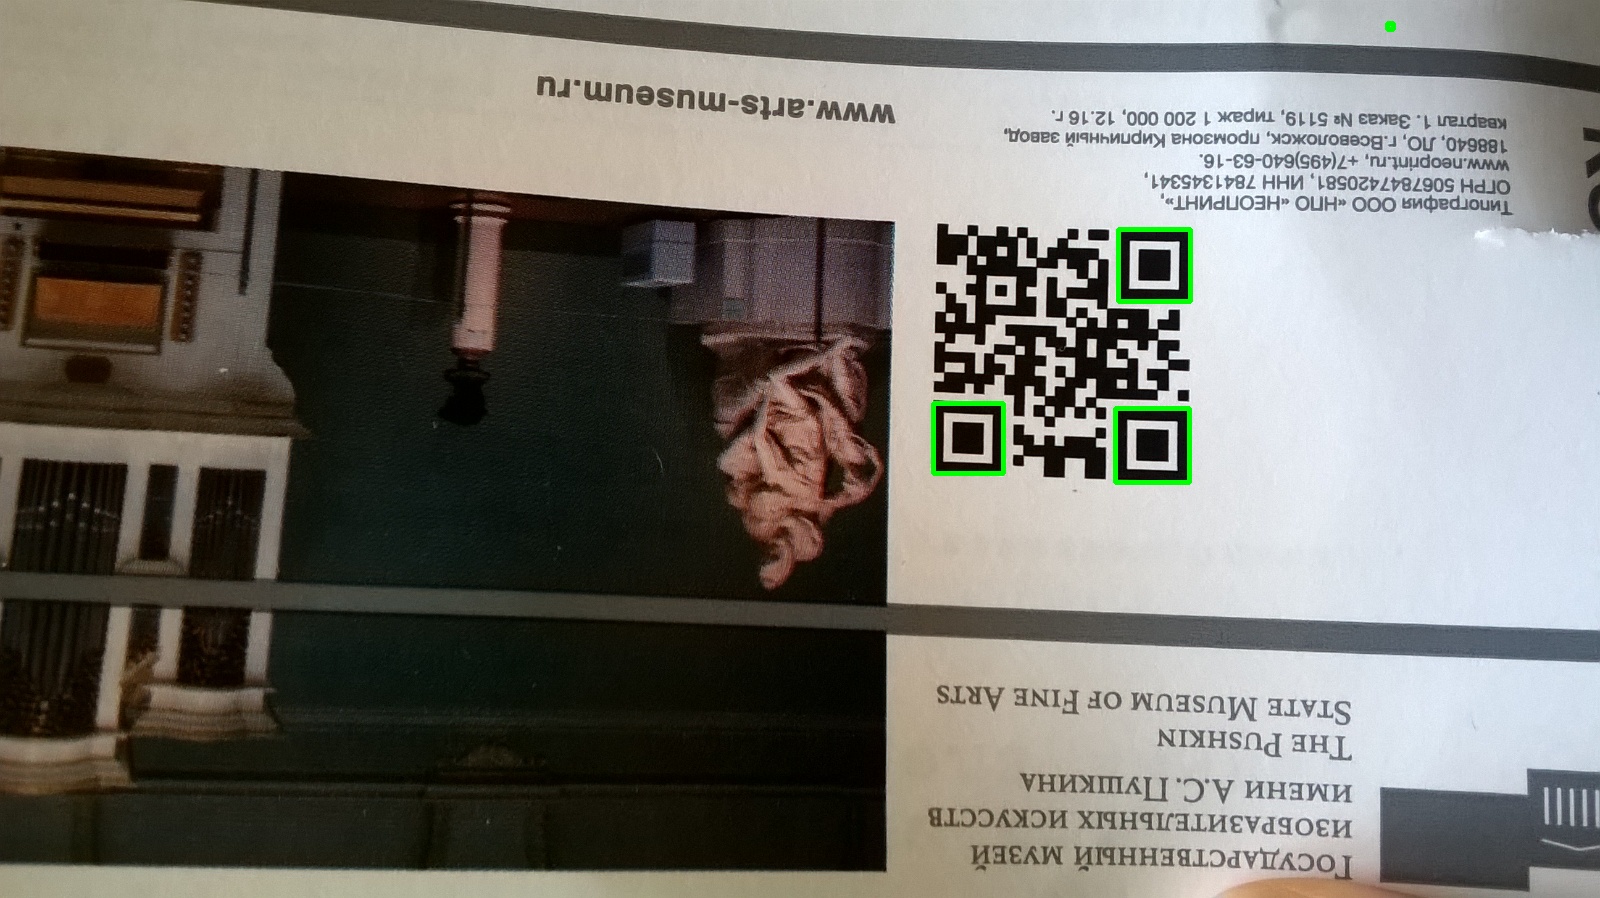 ГОСУДАРСТВЕННЫЙ МУЗЕЙ
ИЗОБРАЗИТЕЛЬНЫХ ИСКУССТВ
ИМЕНИ А.С.ПУШКИНА
THE PUSHKIN
STATE MUSEUM OF FINE ARTS
Типография ООО «НПО «НЕОПРИНТ»,
ОГРН 5067847420581, ИНН 7841345341,
www.neoprint.ru, +7(495)640-63-16.
188640, ЛО, г.Всеволожск, промзона Кирпичный завод,
квартал 1. Заказ № 5119, тираж 1 200 000, 12.16 г.
www.arts-museum.ru